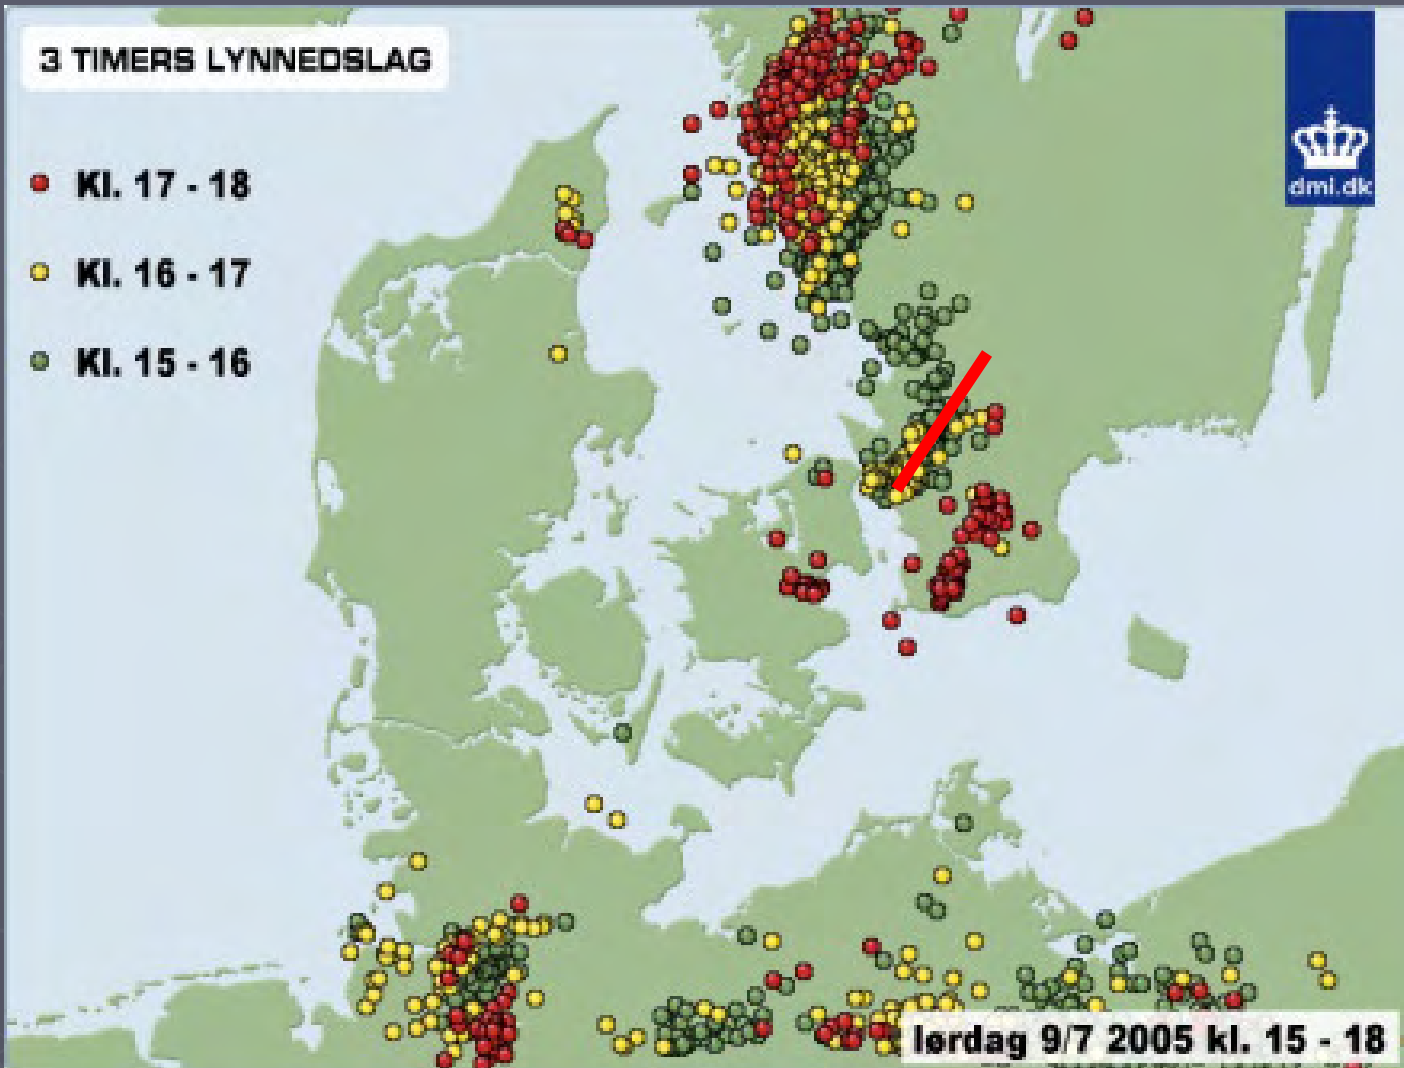 3 TIMERS LYNNEDSLAG
Kl. 17 - 18
Kl. 16 - 17
Kl. 15 - 16
dmi.dk
lørdag 9/7 2005 kl. 15 - 18